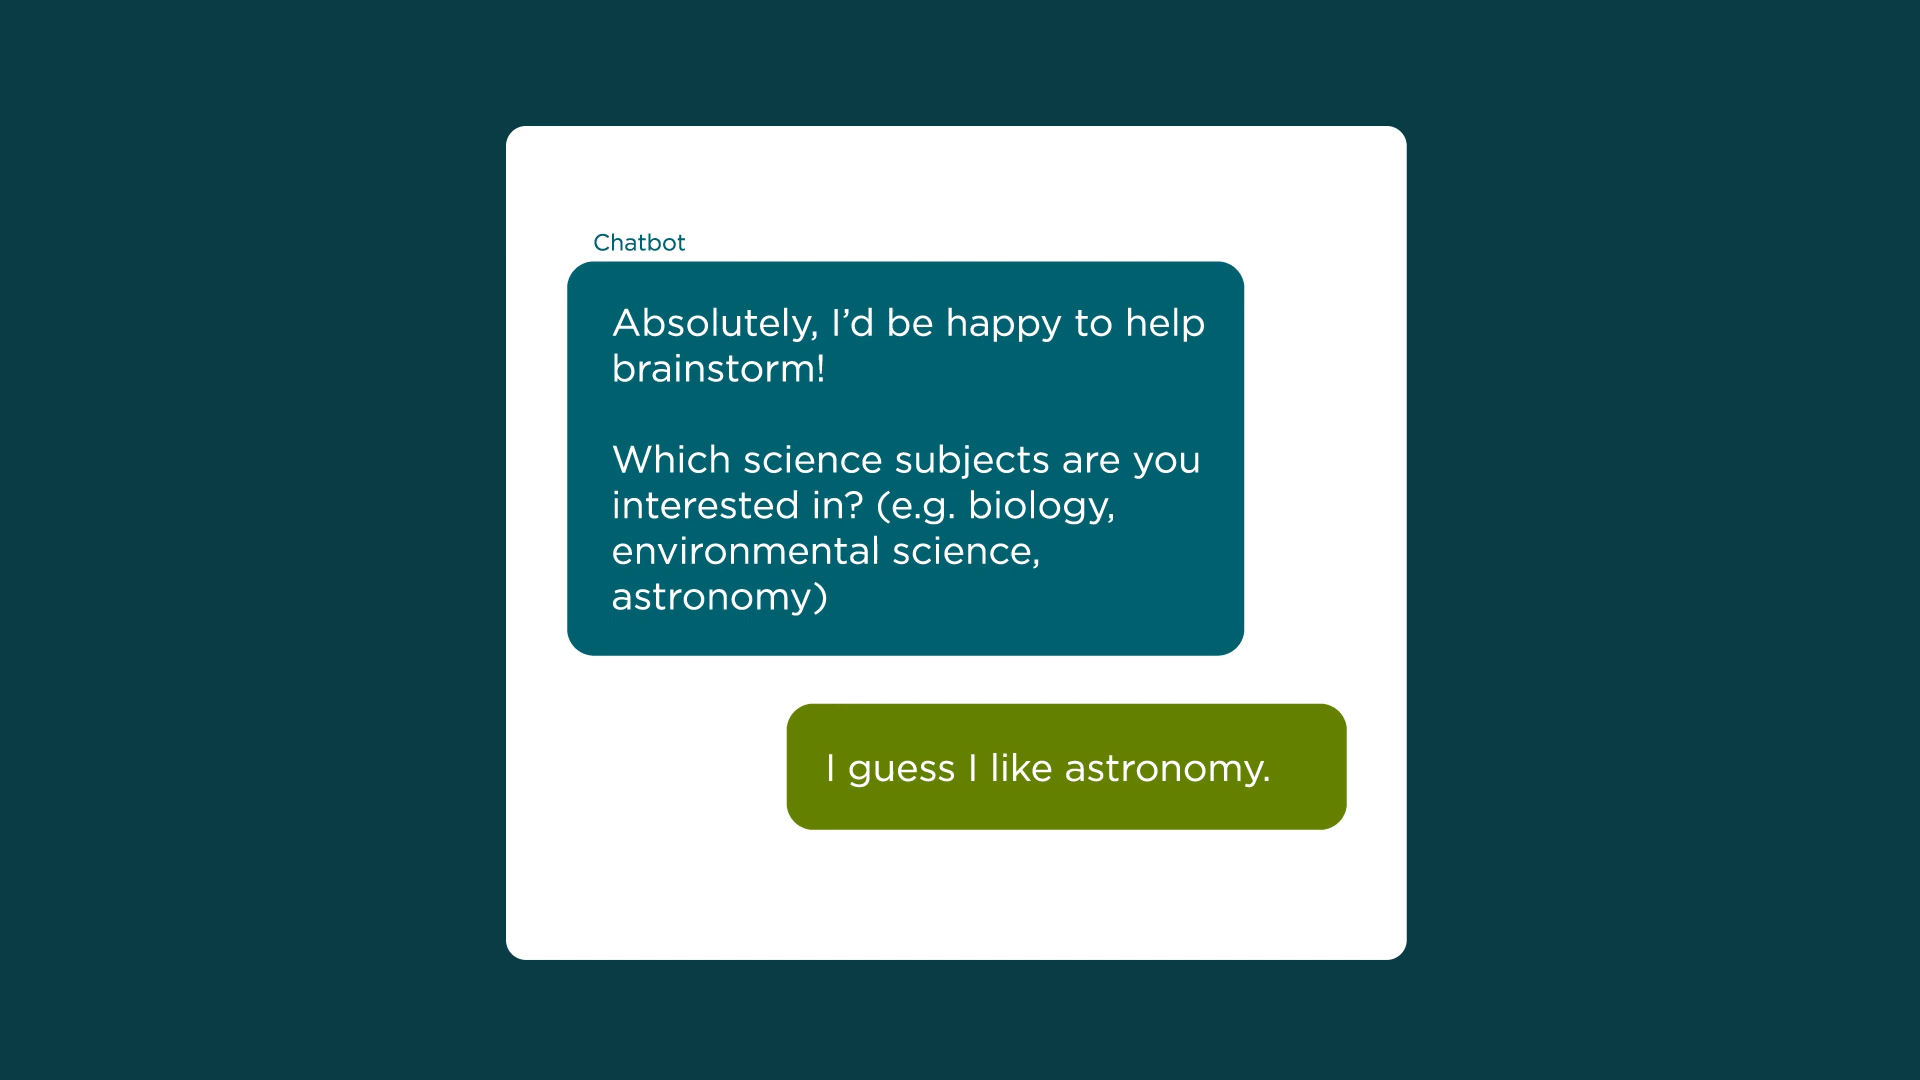 Chatbot
Absolutely, I’d be happy to help
brainstorm!
Which science subjects are you
interested in? (e.g. biology,
environmental science,
astronomy)
I guess I like astronomy.